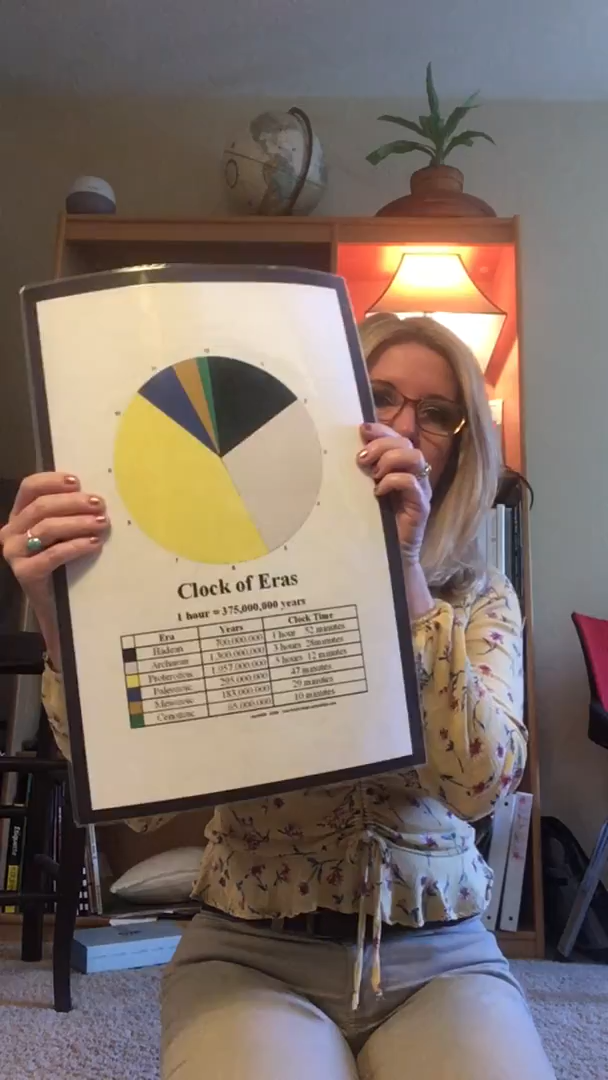 Clock of Eras
1 hour = 375,000,000 years
Era Years Clock Time
Hadean 700,000,000 1 hour 52 minutes
Archaean 1,300,000,000 3 hours 28 minutes
Proterozoic 1,957,000,000 5 hours 12 minutes
Paleozoic 295,000,000 47 minutes
Mesozoic 183,000,000 29 minutes
Cenozoic 65,000,000 10 minutes